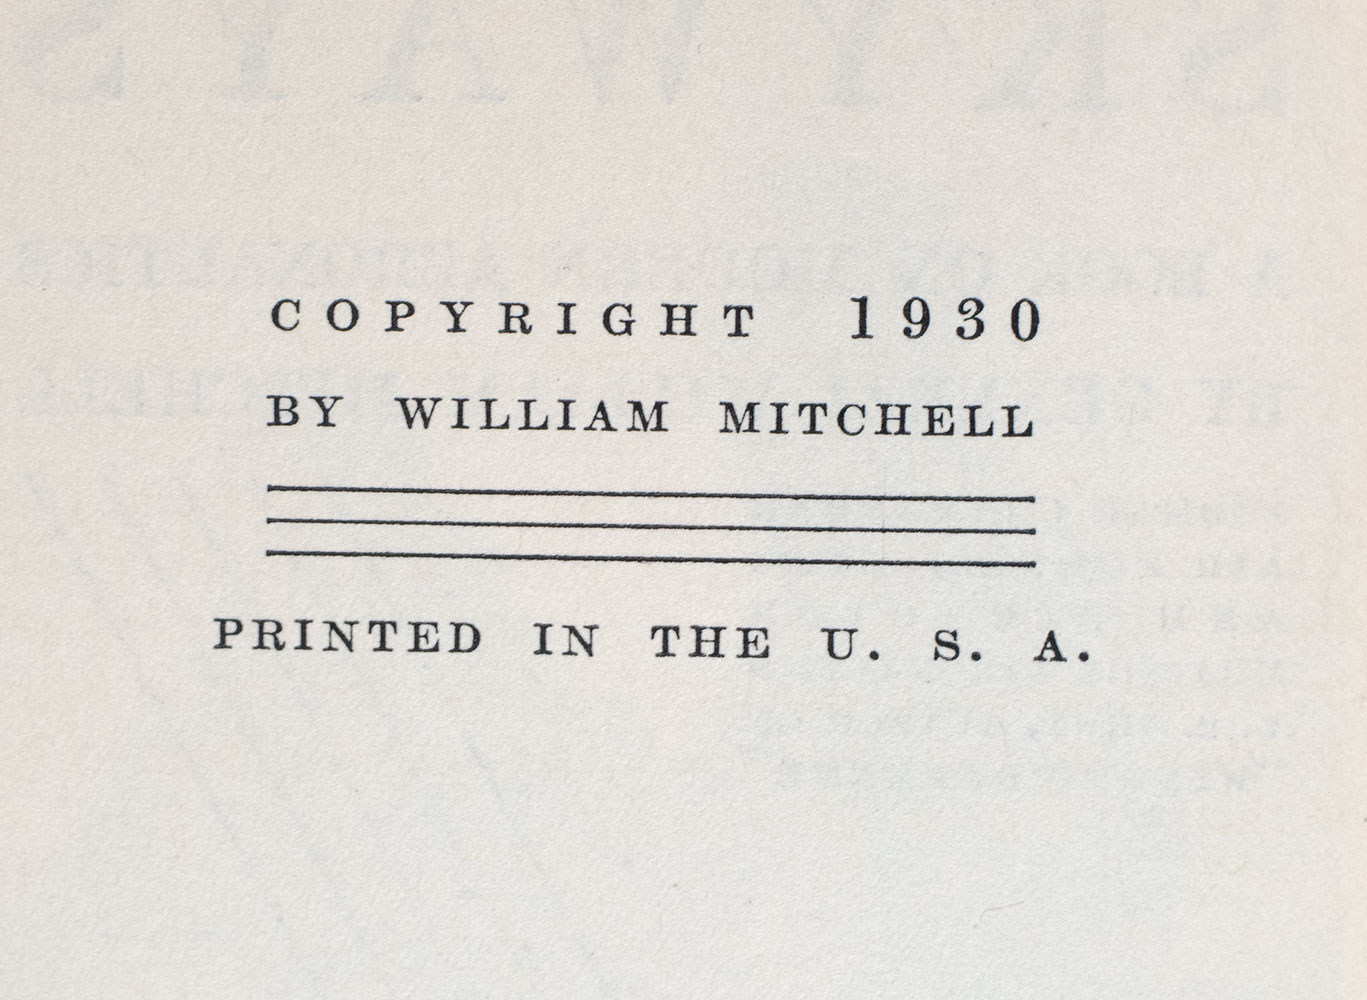 COPYRIGHT 1930
BY WILLIAM MITCHELL
PRINTED IN THE U. S. A.